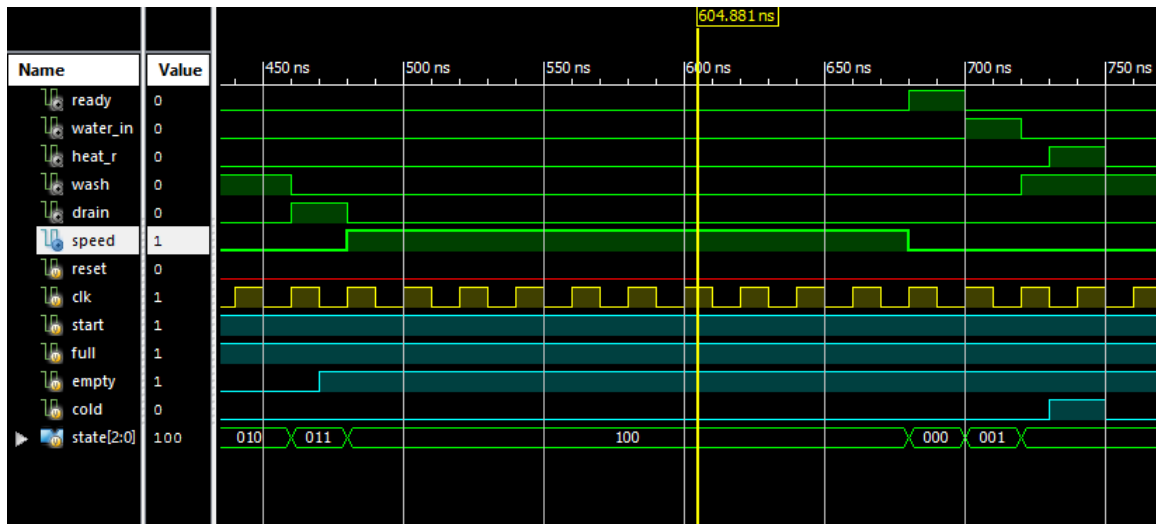 604.881 ns
Name Value 450 ns 500 ns 550 ns 600 ns 650 ns 700 ns 750 ns
ready 0
water_in 0
heat_r 0
wash 0
drain 0
speed 1
reset 0
clk 1
start 1
full 1
empty 1
cold 0
state[2:0] 100 010 011 100 000 001